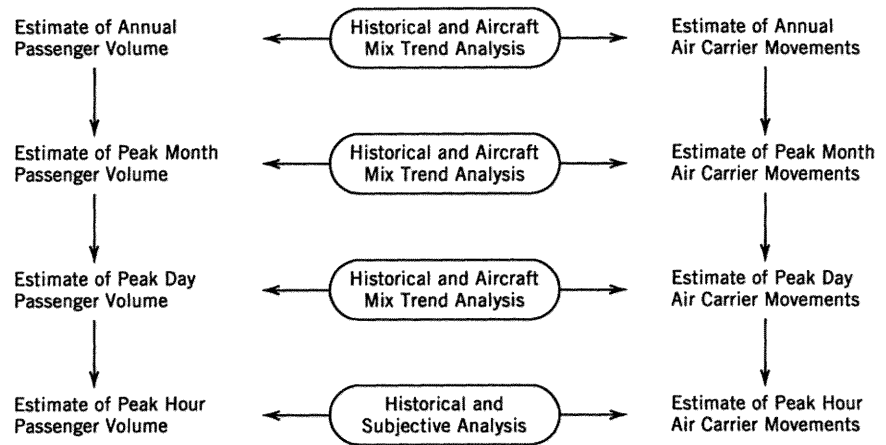 Estimate of Annual
Passenger Volume
Historical and Aircraft
Mix Trend Analysis
Estimate of Annual
Air Carrier Movements
Estimate of Peak Month
Passenger Volume
Historical and Aircraft
Mix Trend Analysis
Estimate of Peak Month
Air Carrier Movements
Estimate of Peak Day
Passenger Volume
Historical and Aircraft
Mix Trend Analysis
Estimate of Peak Day
Air Carrier Movements
Estimate of Peak Hour
Passenger Volume
Historical and
Subjective Analysis
Estimate of Peak Hour
Air Carrier Movements